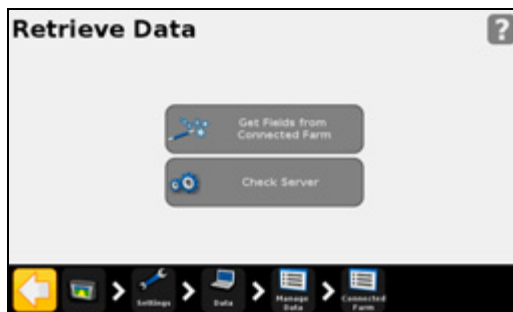 Retrieve Data
?
Get Fields from
Connected Farm
Check Server
Settings
Data
Manage
Data
Connected
Farm